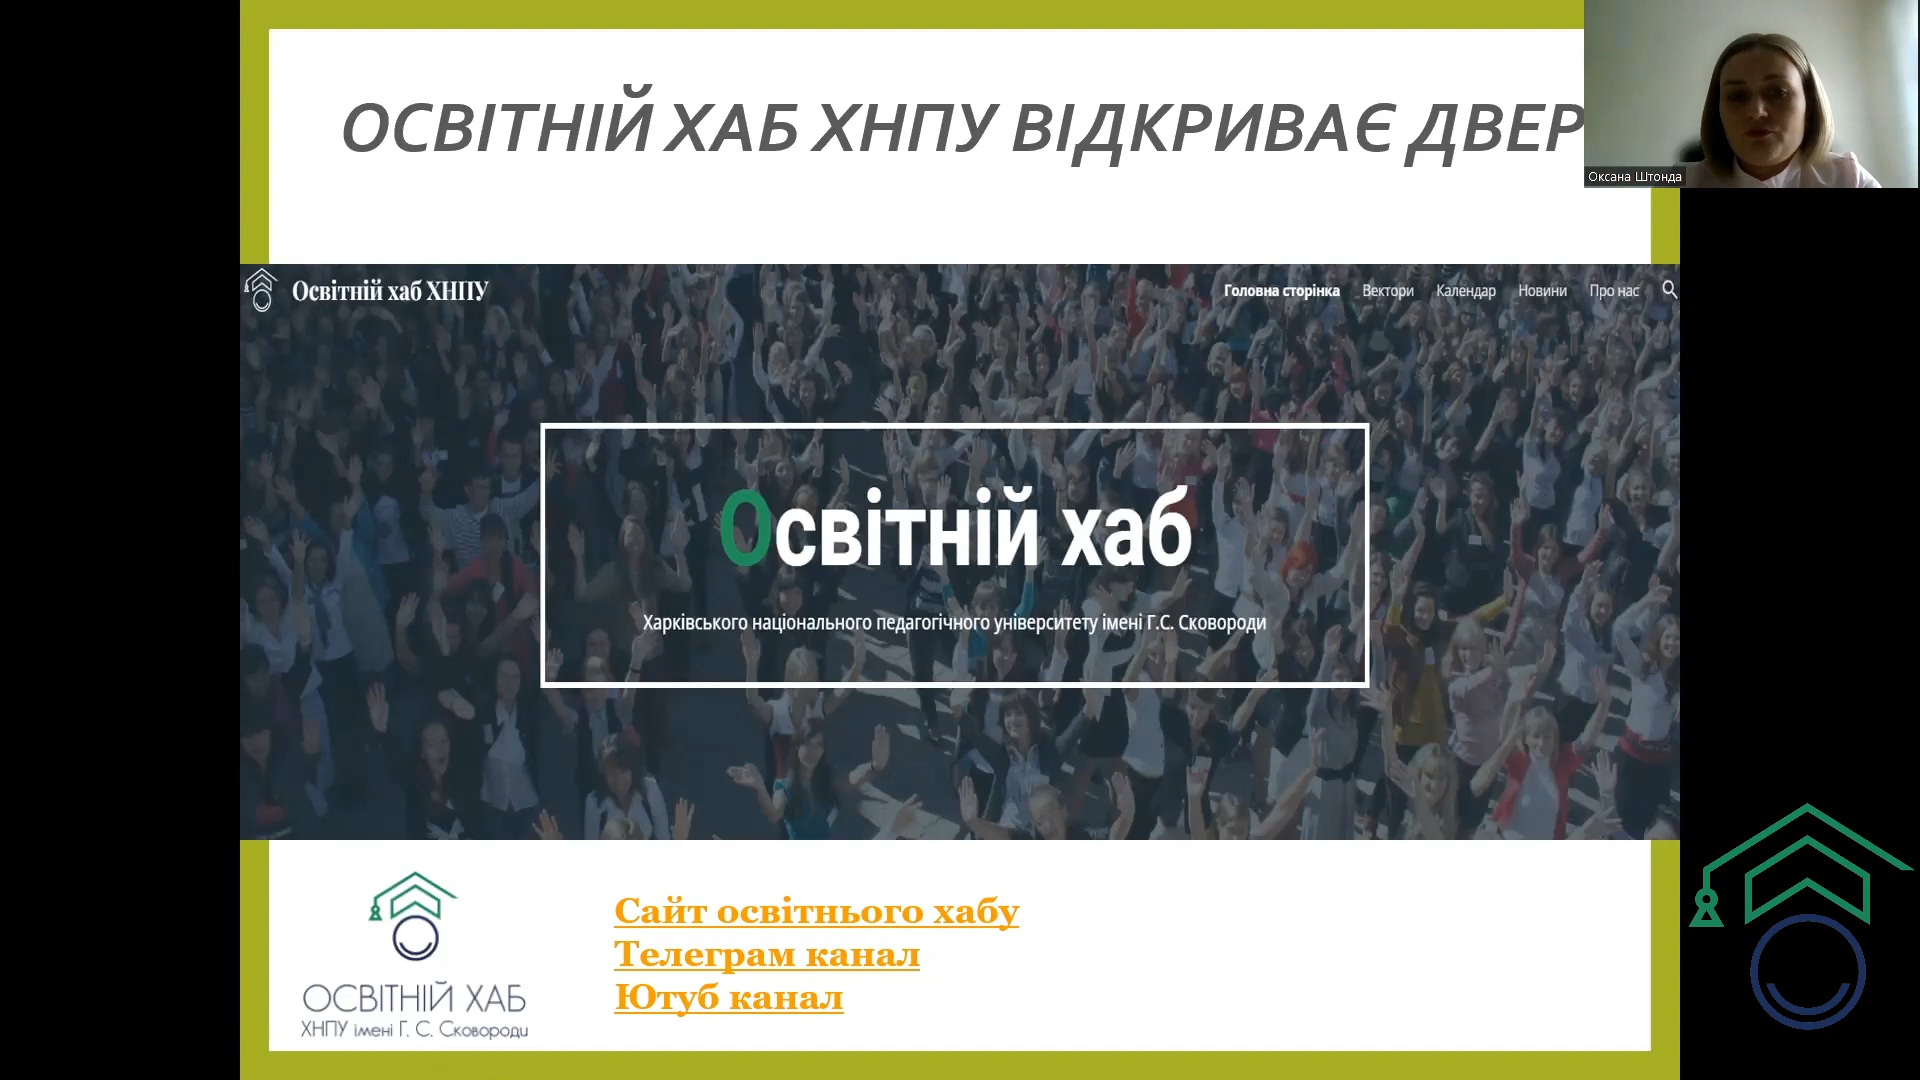 ОСВІТНІЙ ХАБ ХНПУ ВІДКРИВАЄ ДВЕР
Оксана Штонда
Освітній хаб ХНПУ
Головна сторінка Вектори Календар Новини Про нас
Освітній хаб
Харківського національного педагогічного університету імені Г.С. Сковороди
Сайт освітнього хабу
Телеграм канал
Ютуб канал
ОСВІТНІЙ ХАБ
ХНПУ імені Г. С. Сковороди